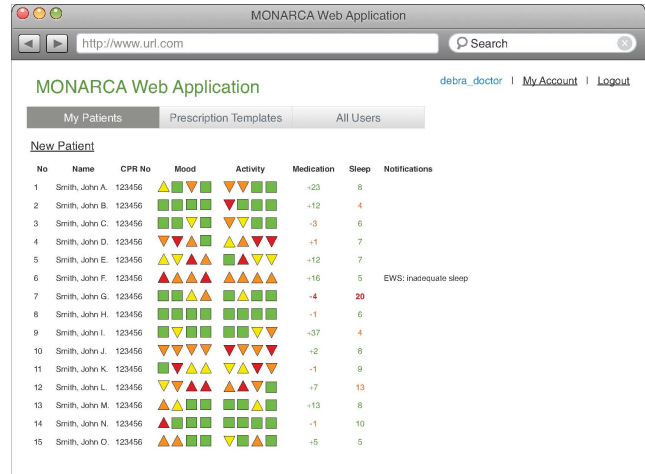 MONARCA Web Application
http://www.url.com
Search
debra_doctor | My Account | Logout
MONARCA Web Application
My Patients Prescription Templates All Users
New Patient
No Name CPR No Mood Activity Medication Sleep Notifications
1 Smith, John A. 123456 +23 8
2 Smith, John B. 123456 +12 4
3 Smith, John C. 123456 -3 6
4 Smith, John D. 123456 +1 7
5 Smith, John E. 123456 +12 7
6 Smith, John F. 123456 +16 5 EWS: inadequate sleep
7 Smith, John G. 123456 -4 20
8 Smith, John H. 123456 -1 6
9 Smith, John I. 123456 +37 4
10 Smith, John J. 123456 +2 8
11 Smith, John K. 123456 -1 9
12 Smith, John L. 123456 +7 13
13 Smith, John M. 123456 +13 8
14 Smith, John N. 123456 -1 10
15 Smith, John O. 123456 +5 5